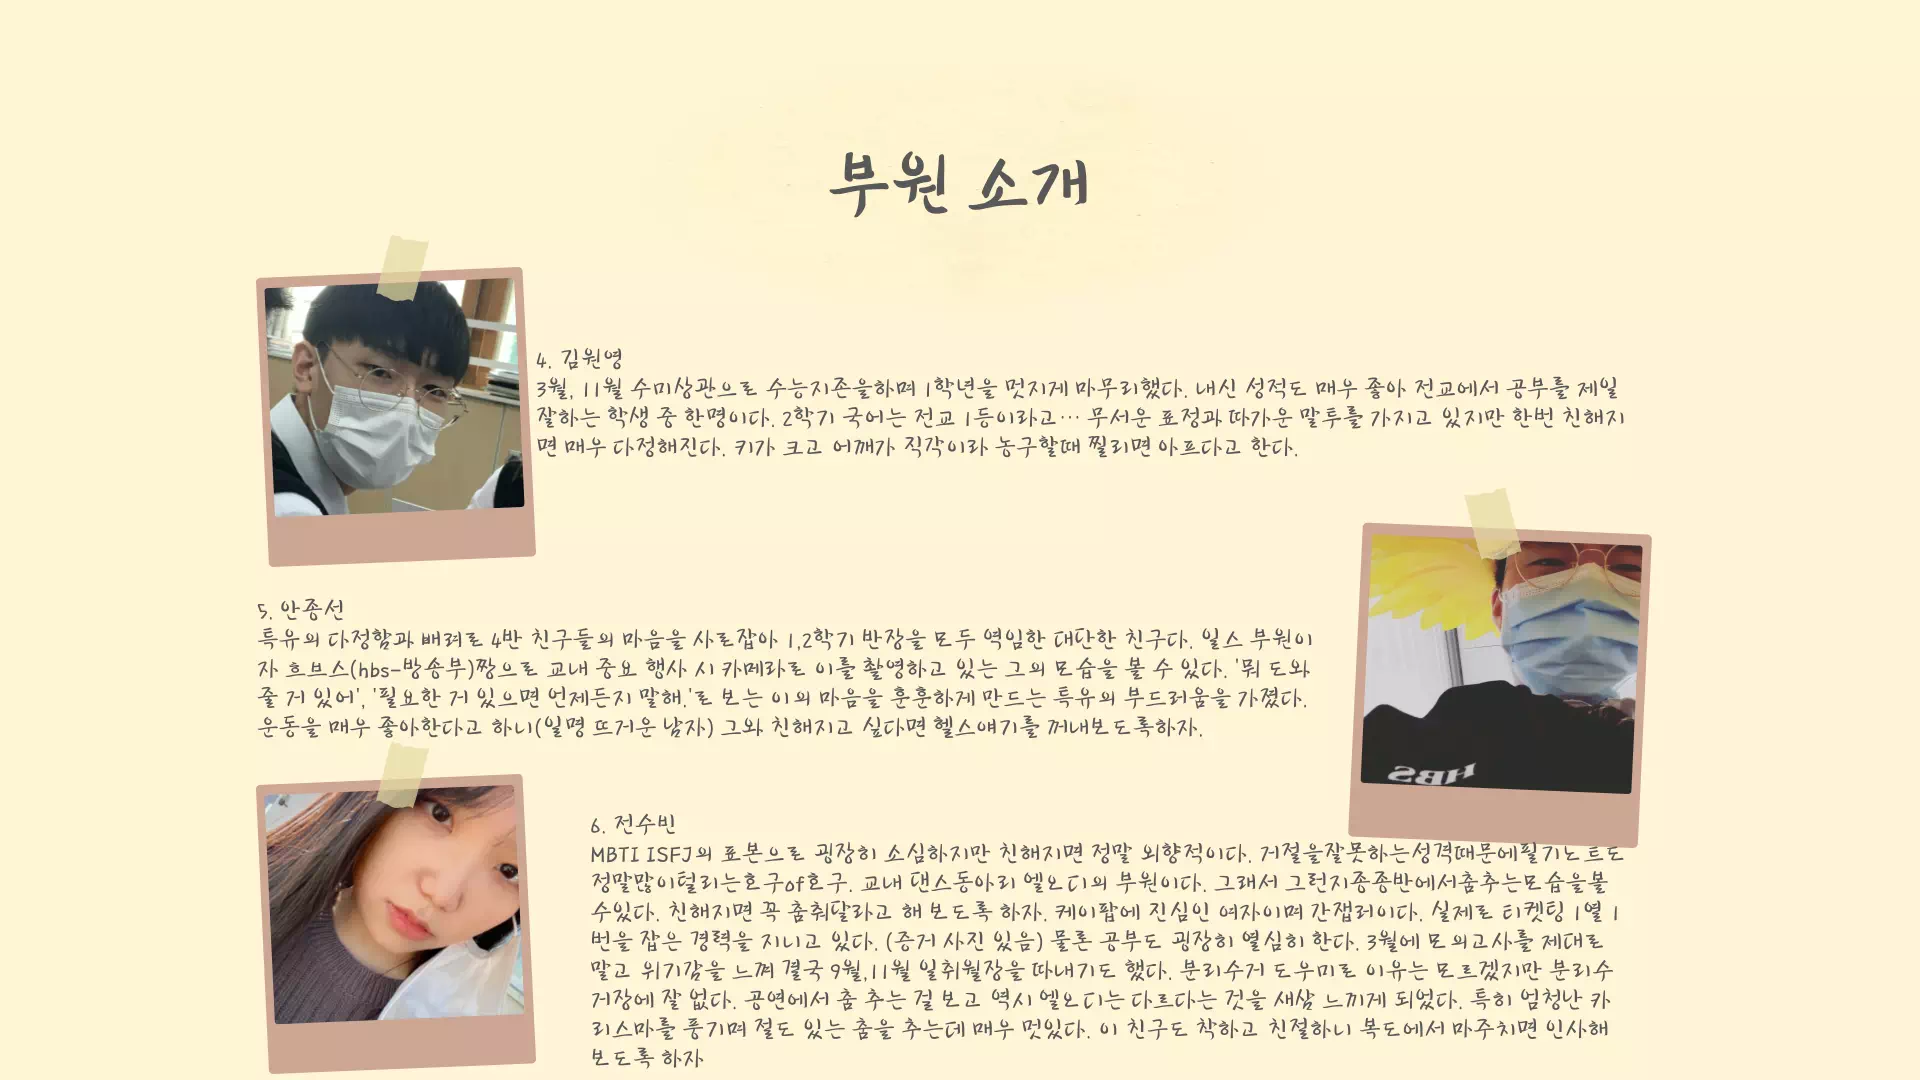 부원 소개
4. 김원영
3월, 11월 수미상관으로 수능지존을하며 1학년을 멋지게 마무리했다. 내신 성적도 매우 좋아 전교에서 공부를 제일
잘하는 학생 중 한명이다. 2학기 국어는 전교 1등이라고… 무서운 표정과 따가운 말투를 가지고 있지만 한번 친해지
면 매우 다정해진다. 키가 크고 어깨가 직각이라 농구할때 찔리면 아프다고 한다.
5. 안종선
특유의 다정함과 배려로 4반 친구들의 마음을 사로잡아 1,2학기 반장을 모두 역임한 대단한 친구다. 일스 부원이
자 흐브스(hbs-방송부)짱으로 교내 중요 행사 시 카메라로 이를 촬영하고 있는 그의 모습을 볼 수 있다. '뭐 도와
줄 거 있어', '필요한 거 있으면 언제든지 말해.'로 보는 이의 마음을 훈훈하게 만드는 특유의 부드러움을 가졌다.
운동을 매우 좋아한다고 하니(일명 뜨거운 남자) 그와 친해지고 싶다면 헬스얘기를 꺼내보도록하자.
HBS
6. 전수빈
MBTI ISFJ의 표본으로 굉장히 소심하지만 친해지면 정말 외향적이다. 거절을잘못하는성격때문에필기노트도
정말많이털리는호구of호구. 교내 댄스동아리 엘오디의 부원이다. 그래서 그런지종종반에서춤추는모습을볼
수있다. 친해지면 꼭 춤춰달라고 해 보도록 하자. 케이팝에 진심인 여자이며 간잽러이다. 실제로 티켓팅 1열 1
번을 잡은 경력을 지니고 있다. (증거 사진 있음) 물론 공부도 굉장히 열심히 한다. 3월에 모의고사를 제대로
말고 위기감을 느껴 결국 9월,11월 일취월장을 따내기도 했다. 분리수거 도우미로 이유는 모르겠지만 분리수
거장에 잘 없다. 공연에서 춤 추는 걸 보고 역시 엘오디는 다르다는 것을 새삼 느끼게 되었다. 특히 엄청난 카
리스마를 풍기며 절도 있는 춤을 추는데 매우 멋있다. 이 친구도 착하고 친절하니 복도에서 마주치면 인사해
보도록 하자